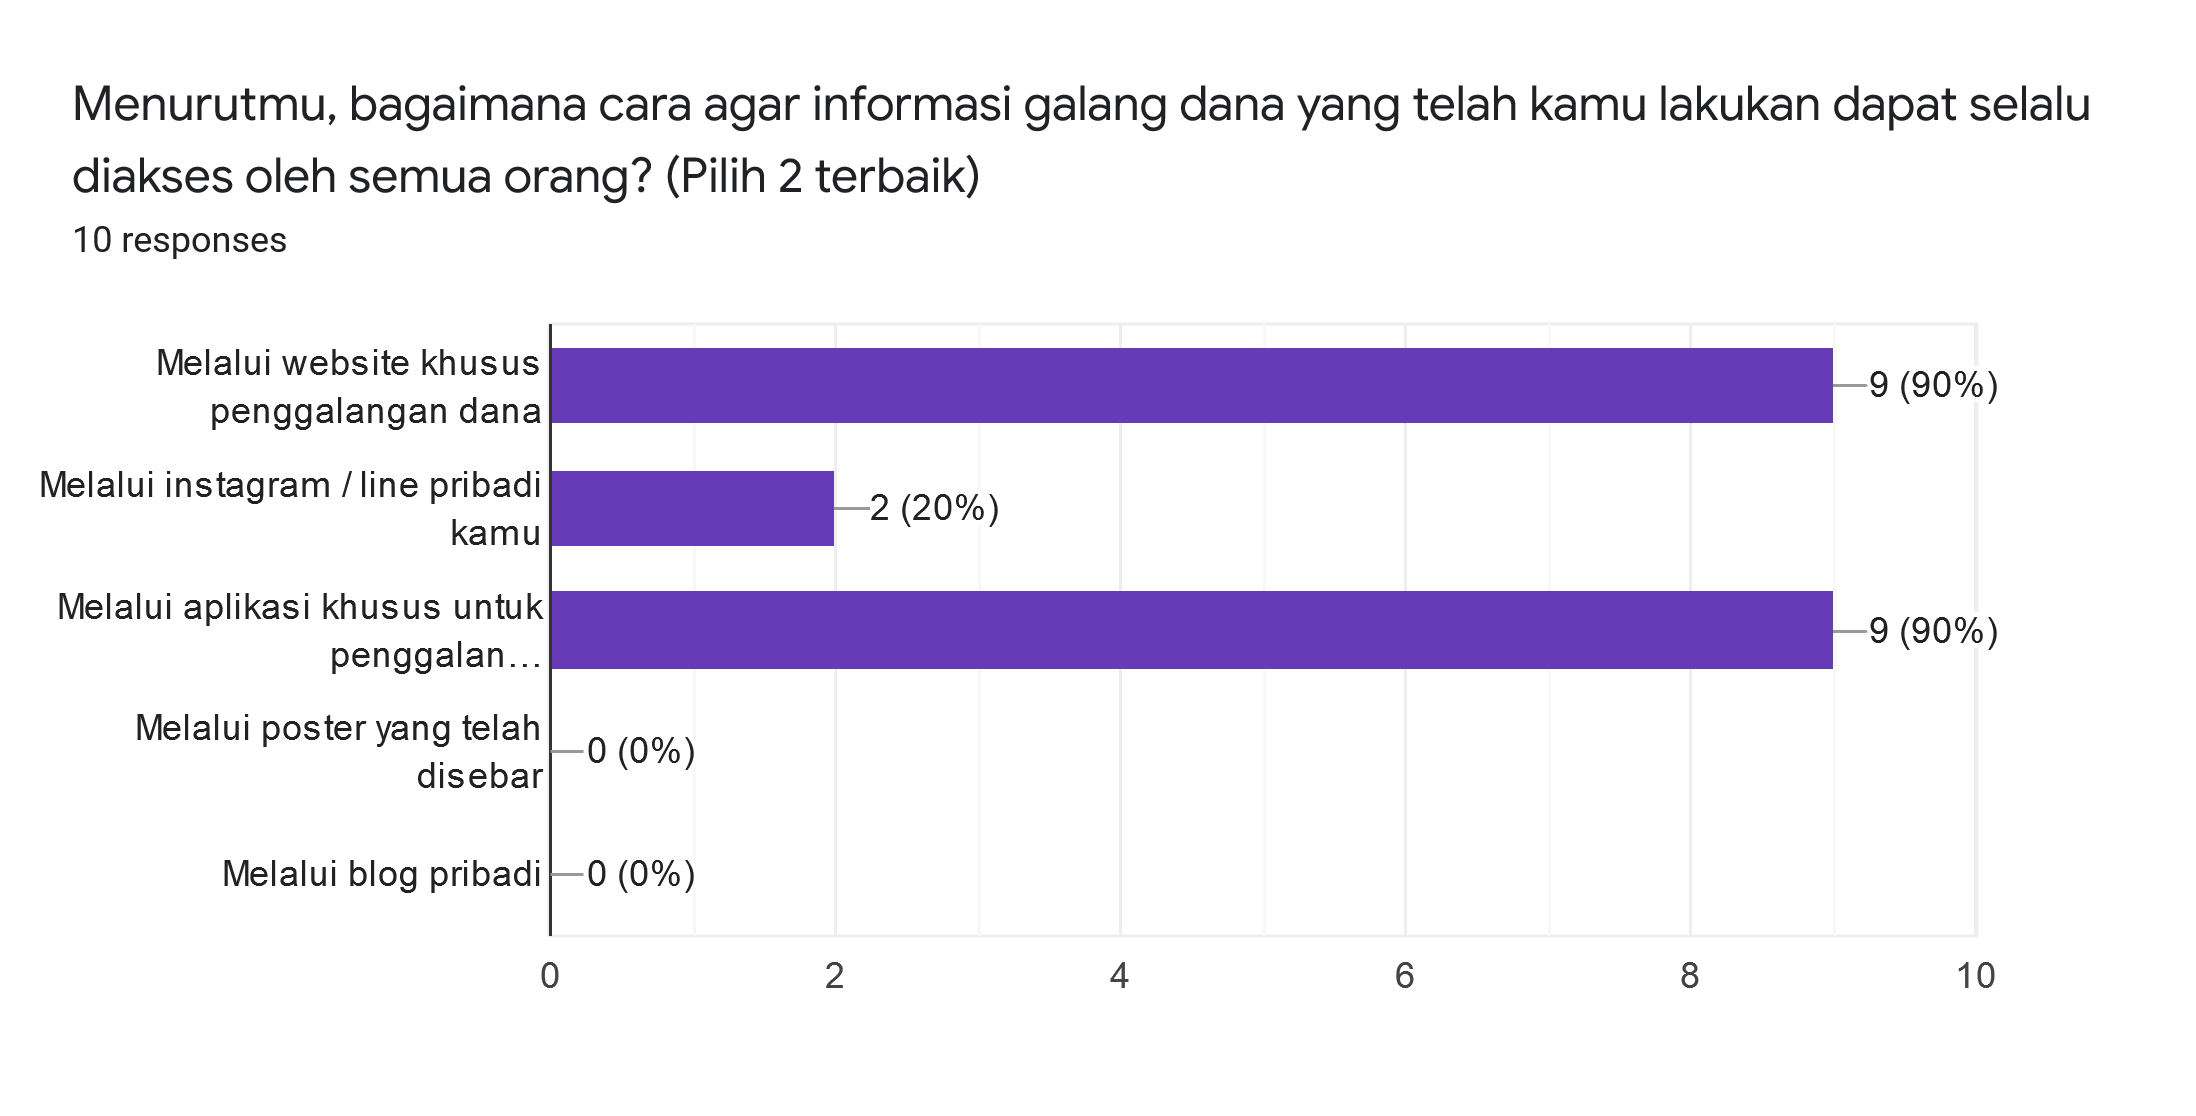 Menurutmu, bagaimana cara agar informasi galang dana yang telah kamu lakukan dapat selalu
diakses oleh semua orang? (Pilih 2 terbaik)
10 responses
Melalui website khusus
penggalangan dana
9 (90%)
Melalui instagram / line pribadi
kamu
2 (20%)
Melalui aplikasi khusus untuk
penggalan…
9 (90%)
Melalui poster yang telah
disebar
0 (0%)
Melalui blog pribadi
0 (0%)
0 2 4 6 8 10